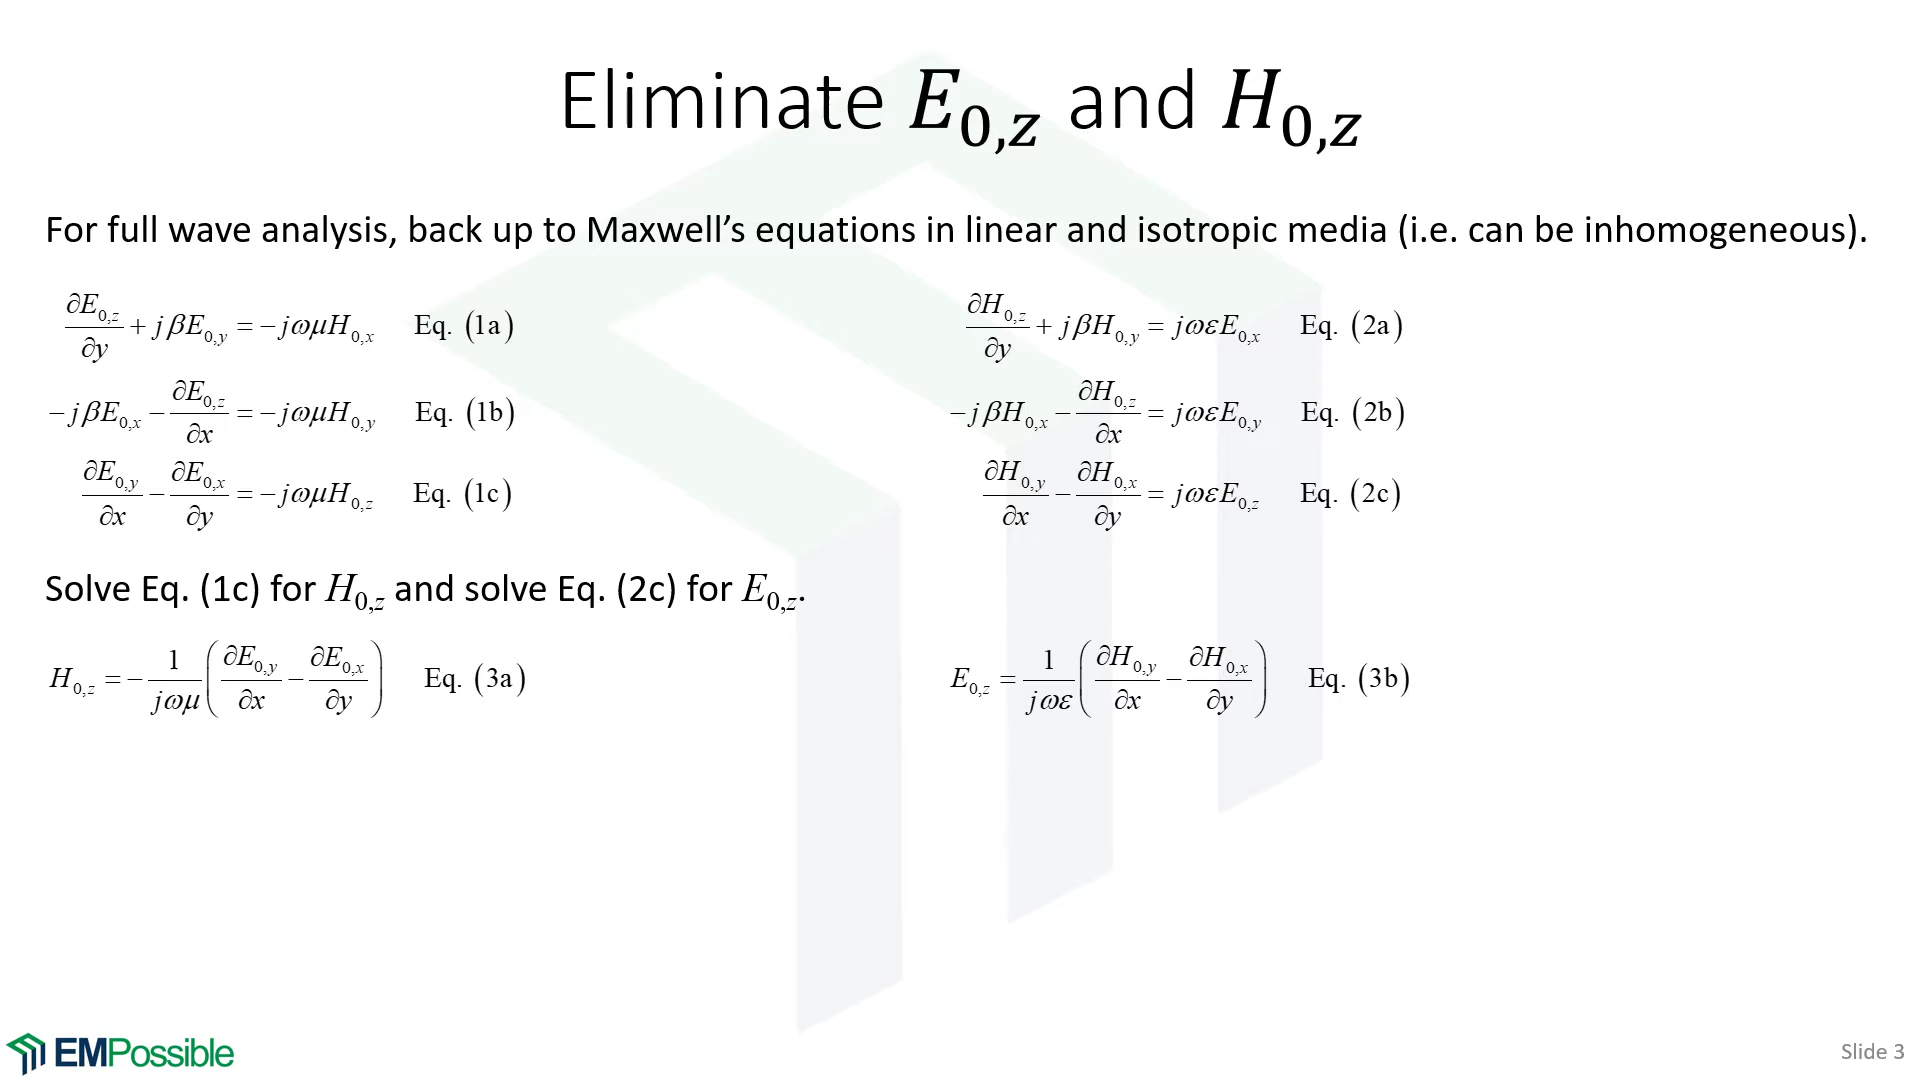 Eliminate E₀,z and H₀,z
For full wave analysis, back up to Maxwell’s equations in linear and isotropic media (i.e. can be inhomogeneous).
∂E₀,z/∂y + jβE₀,y = −jωμH₀,x Eq. (1a)
∂H₀,z/∂y + jβH₀,y = jωεE₀,x Eq. (2a)
−jβE₀,x − ∂E₀,z/∂x = −jωμH₀,y Eq. (1b)
−jβH₀,x − ∂H₀,z/∂x = jωεE₀,y Eq. (2b)
∂E₀,y/∂x − ∂E₀,x/∂y = −jωμH₀,z Eq. (1c)
∂H₀,y/∂x − ∂H₀,x/∂y = jωεE₀,z Eq. (2c)
Solve Eq. (1c) for H₀,z and solve Eq. (2c) for E₀,z.
H₀,z = −1/jωμ (∂E₀,y/∂x − ∂E₀,x/∂y) Eq. (3a)
E₀,z = 1/jωε (∂H₀,y/∂x − ∂H₀,x/∂y) Eq. (3b)
EMPossible
Slide 3